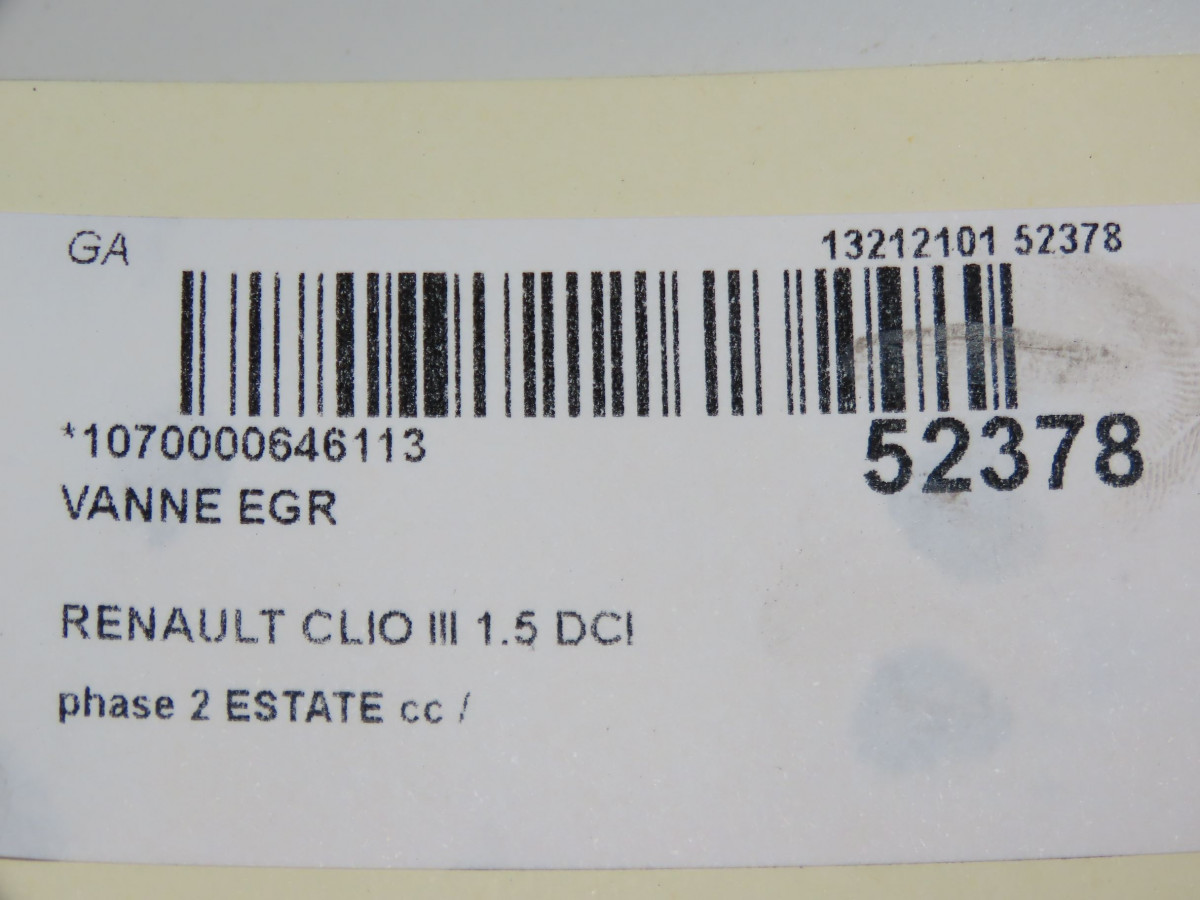 GA
13212101 52378
*1070000646113
52378
VANNE EGR
RENAULT CLIO III 1.5 DCI
phase 2 ESTATE cc /